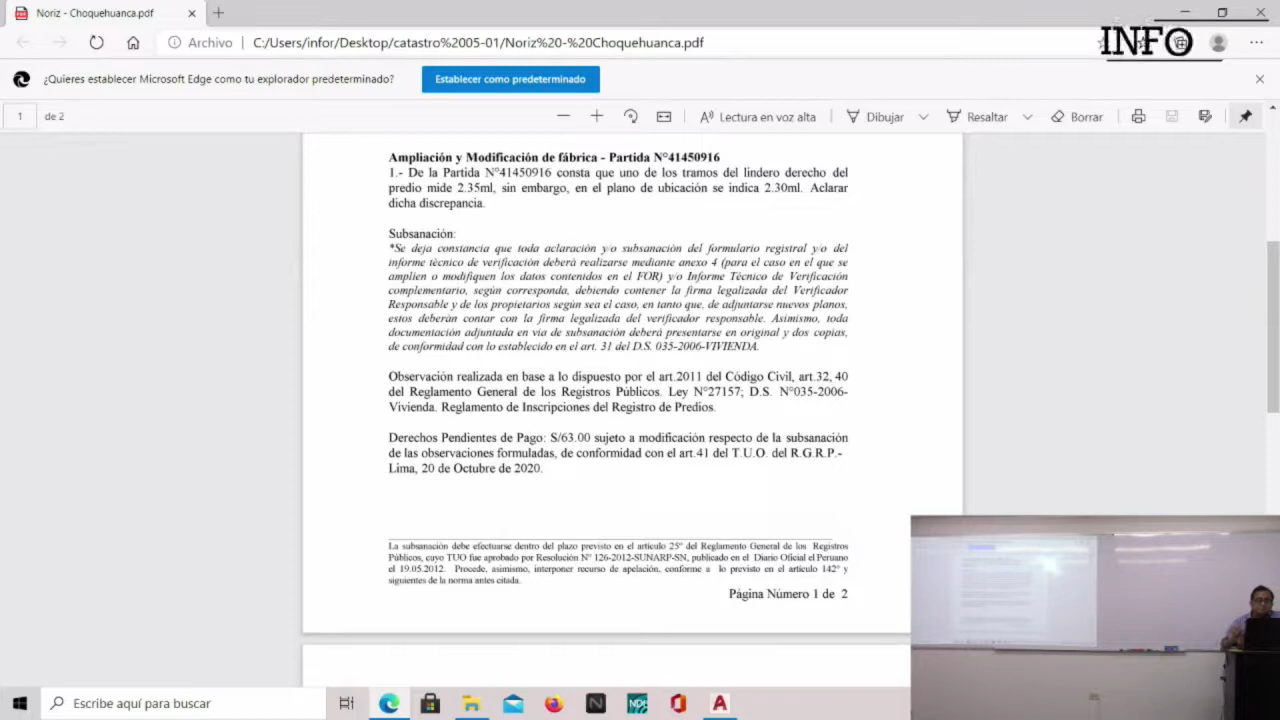 Noriz - Choquehuanca.pdf
Archivo
C:/Users/infor/Desktop/catastro%2005-01/Noriz%20-%20Choquehuanca.pdf
INFO
¿Quieres establecer Microsoft Edge como tu explorador predeterminado?
Establecer como predeterminado
1 de 2
Lectura en voz alta
Dibujar
Resaltar
Borrar
Ampliación y Modificación de fábrica - Partida N°41450916
1.- De la Partida N°41450916 consta que uno de los tramos del lindero derecho del
predio mide 2.35ml, sin embargo, en el plano de ubicación se indica 2.30ml. Aclarar
dicha discrepancia.
Subsanación:
*Se deja constancia que toda aclaración y/o subsanación del formulario registral y/o del
informe técnico de verificación deberá realizarse mediante anexo 4 (para el caso en el que se
amplien o modifiquen los datos contenidos en el FOR) y/o Informe Técnico de Verificación
complementario, según corresponda, debiendo contener la firma legalizada del Verificador
Responsable y de los propietarios según sea el caso, en tanto que, de adjuntarse nuevos planos,
estos deberán contar con la firma legalizada del verificador responsable. Asimismo, toda
documentación adjuntada en via de subsanación deberá presentarse en original y dos copias,
de conformidad con lo establecido en el art. 31 del D.S. 035-2006-VIVIENDA.
Observación realizada en base a lo dispuesto por el art.2011 del Código Civil, art.32, 40
del Reglamento General de los Registros Públicos. Ley N°27157; D.S. N°035-2006-
Vivienda. Reglamento de Inscripciones del Registro de Predios.
Derechos Pendientes de Pago: S/63.00 sujeto a modificación respecto de la subsanación
de las observaciones formuladas, de conformidad con el art.41 del T.U.O. del R.G.R.P.-
Lima, 20 de Octubre de 2020.
La subsanación debe efectuarse dentro del plazo previsto en el artículo 25° del Reglamento General de los Registros
Públicos, cuyo TUO fue aprobado por Resolución N° 126-2012-SUNARP-SN, publicado en el Diario Oficial el Peruano
el 19.05.2012. Procede, asimismo, interponer recurso de apelación, conforme a lo previsto en el artículo 142° y
siguientes de la norma antes citada.
Página Número 1 de 2
Escribe aquí para buscar